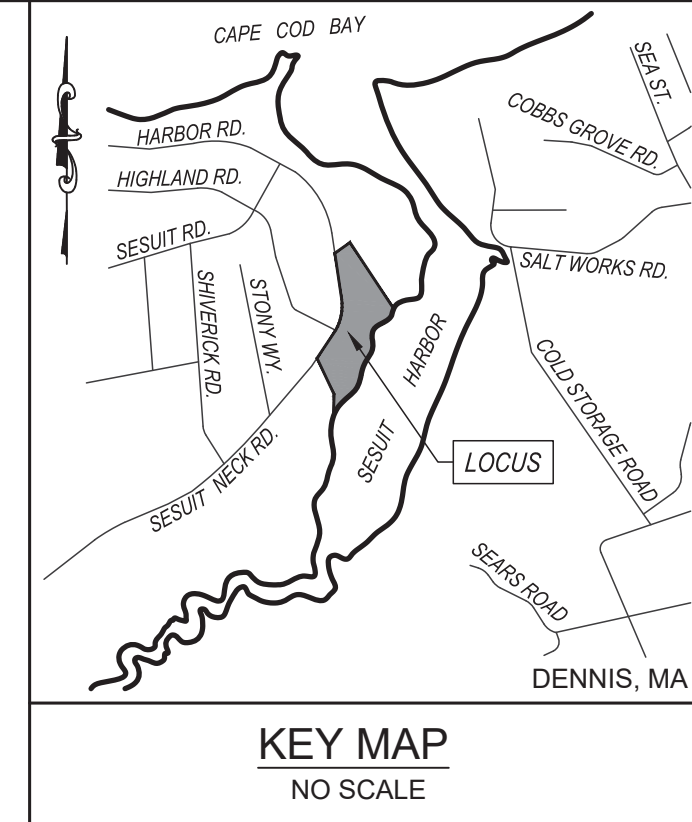 CAPE COD BAY
HARBOR RD.
HIGHLAND RD.
SESUIT RD.
SHIVERICK RD.
STONY WY.
SESUIT NECK RD.
SEA ST.
COBBS GROVE RD.
SALT WORKS RD.
COLD STORAGE ROAD
SESUIT HARBOR
LOCUS
SEARS ROAD
DENNIS, MA
KEY MAP
NO SCALE